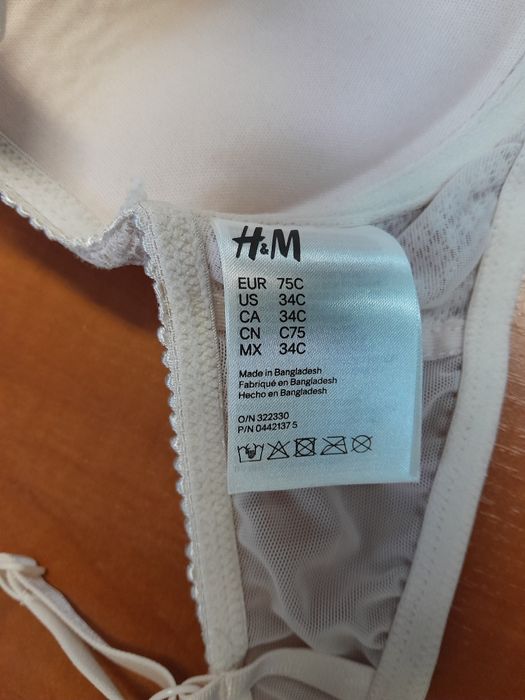 H&M
EUR 75C
US 34C
CA 34C
CN C75
MX 34C
Made in Bangladesh
Fabriqué en Bangladesh
Hecho en Bangladesh
O/N 322330
P/N 0442137 5